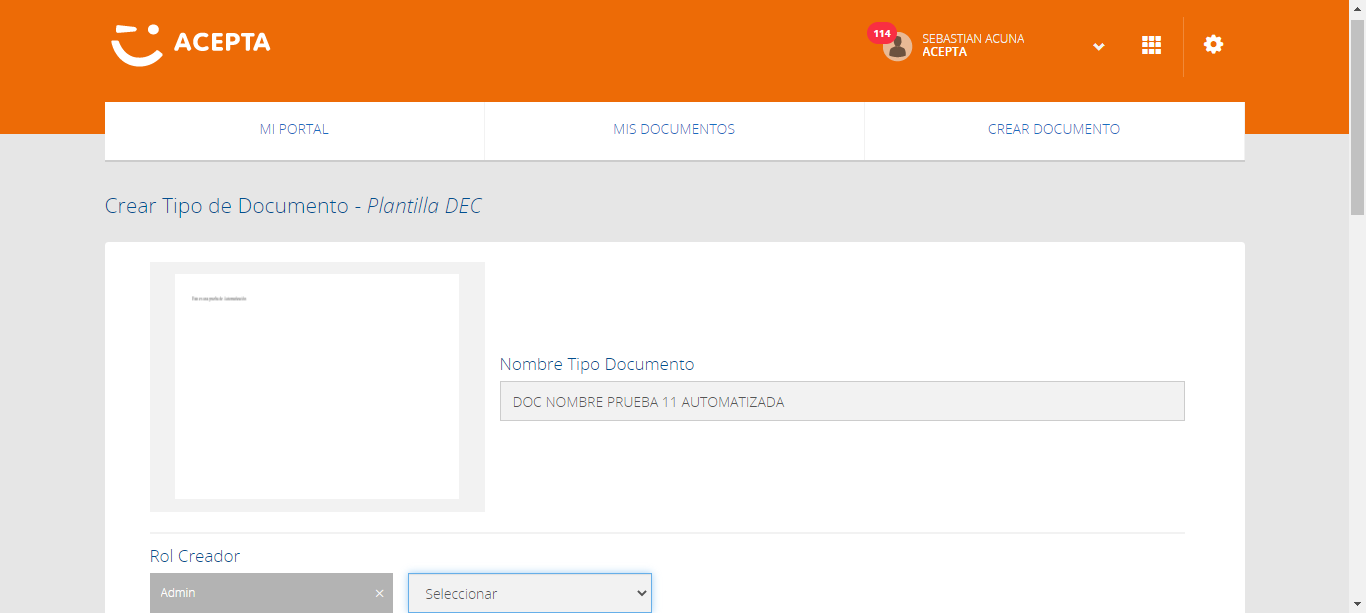 ACEPTA
114
SEBASTIAN ACUNA
ACEPTA
MI PORTAL
MIS DOCUMENTOS
CREAR DOCUMENTO
Crear Tipo de Documento - Plantilla DEC
Nombre Tipo Documento
DOC NOMBRE PRUEBA 11 AUTOMATIZADA
Rol Creador
Admin ×
Seleccionar